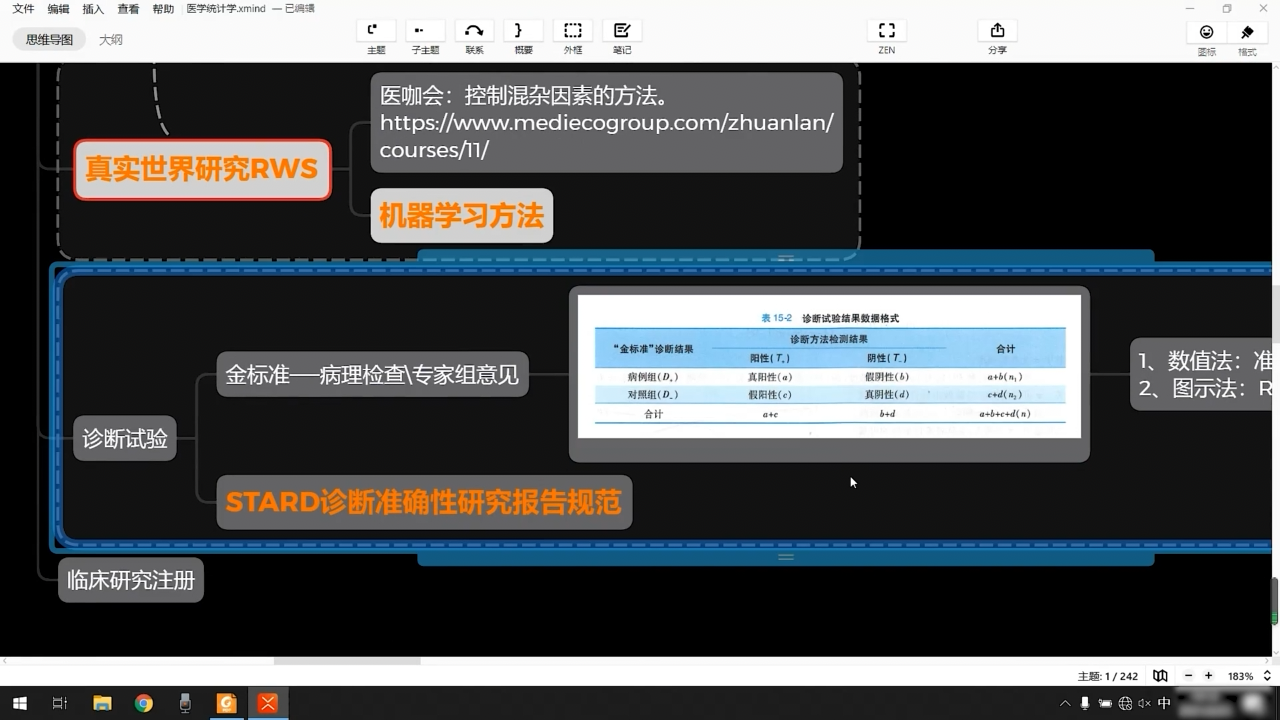 文件 编辑 插入 查看 帮助 医学统计学.xmind — 已编辑
思维导图 大纲
主题 子主题 联系 概要 外框 笔记 ZEN 分享 图标 格式
医咖会：控制混杂因素的方法。
https://www.mediecogroup.com/zhuanlan/
courses/11/
真实世界研究RWS
机器学习方法
表 15-2 诊断试验结果数据格式
“金标准”诊断结果 诊断方法检测结果 合计
阳性(T₊) 阴性(T₋)
病例组(D₊) 真阳性(a) 假阴性(b) a+b(n₁)
对照组(D₋) 假阳性(c) 真阴性(d) c+d(n₂)
合计 a+c b+d a+b+c+d(n)
金标准——病理检查\专家组意见
1、数值法：准
2、图示法：R
诊断试验
STARD诊断准确性研究报告规范
临床研究注册
主题: 1 / 242 183%
中